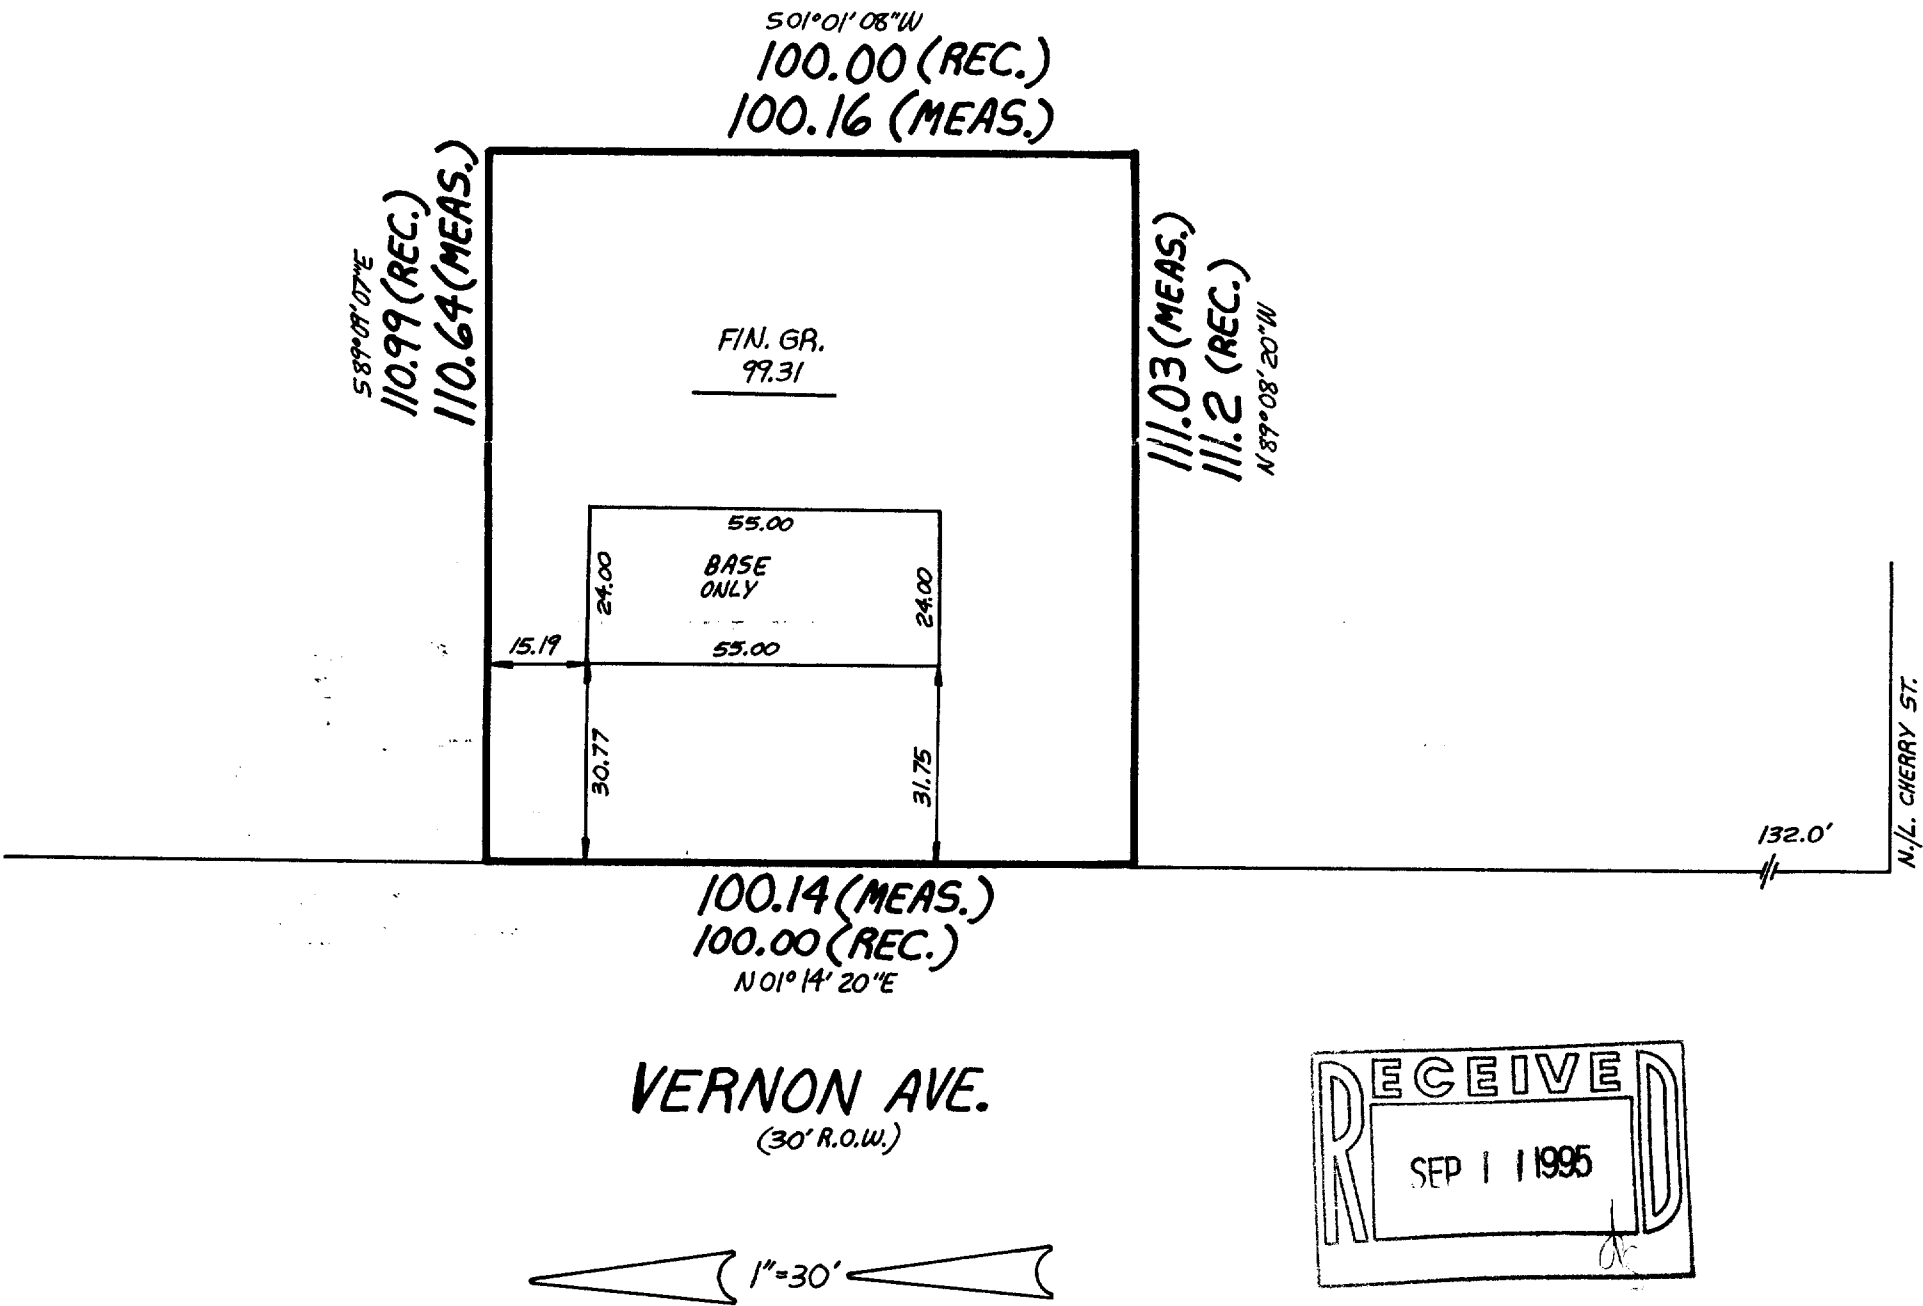 S01°01'08"W
100.00 (REC.)
100.16 (MEAS.)
S89°09'07"E
110.99 (REC.)
110.64 (MEAS.)
111.03 (MEAS.)
111.2 (REC.)
N89°08'20"W
FIN. GR.
99.31
55.00
BASE
ONLY
24.00
24.00
15.19
55.00
30.77
31.75
132.0'
N./L. CHERRY ST.
100.14 (MEAS.)
100.00 (REC.)
N01°14'20"E
VERNON AVE.
(30' R.O.W.)
1"=30'
RECEIVED
SEP 11 1995